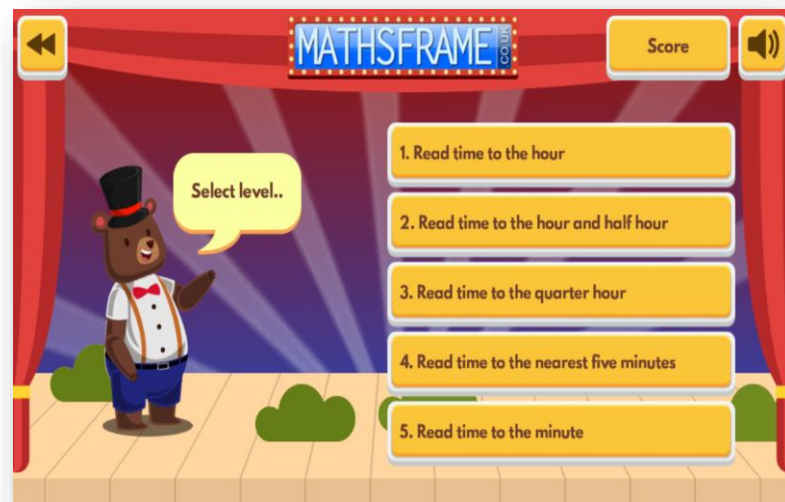 MATHSFRAME .CO.UK
Score
Select level..
1. Read time to the hour
2. Read time to the hour and half hour
3. Read time to the quarter hour
4. Read time to the nearest five minutes
5. Read time to the minute